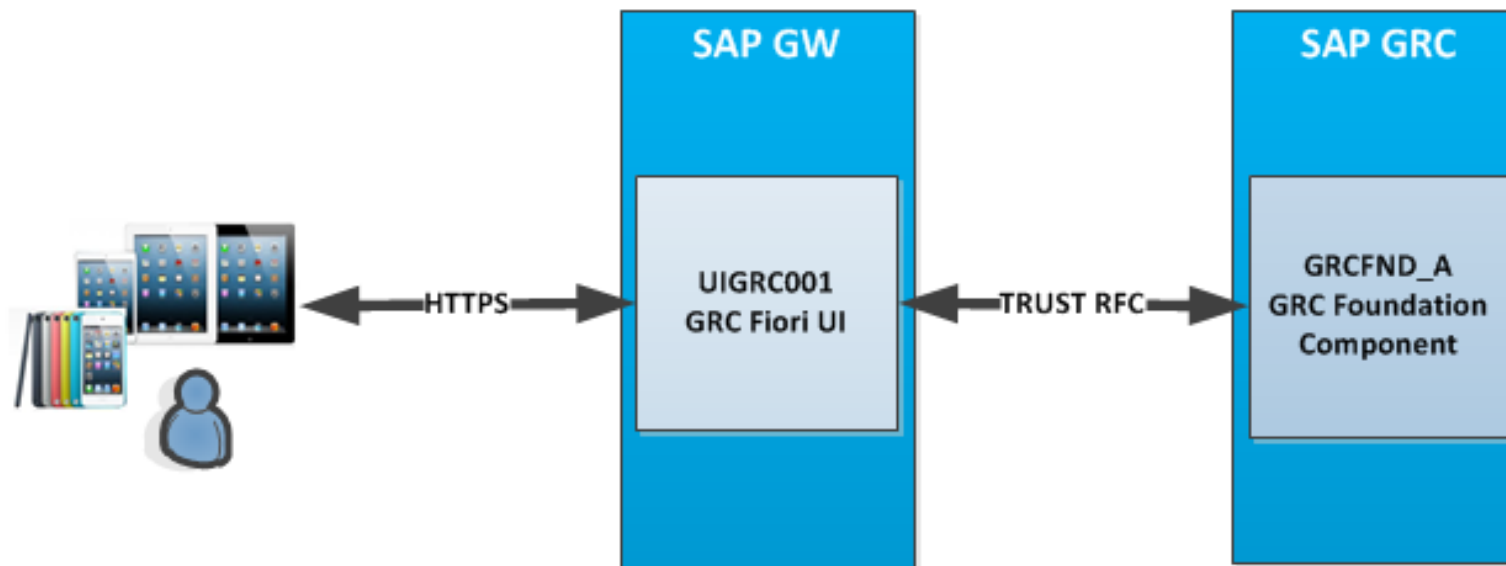 SAP GW
SAP GRC
HTTPS
UIGRC001
GRC Fiori UI
TRUST RFC
GRCFND_A
GRC Foundation
Component